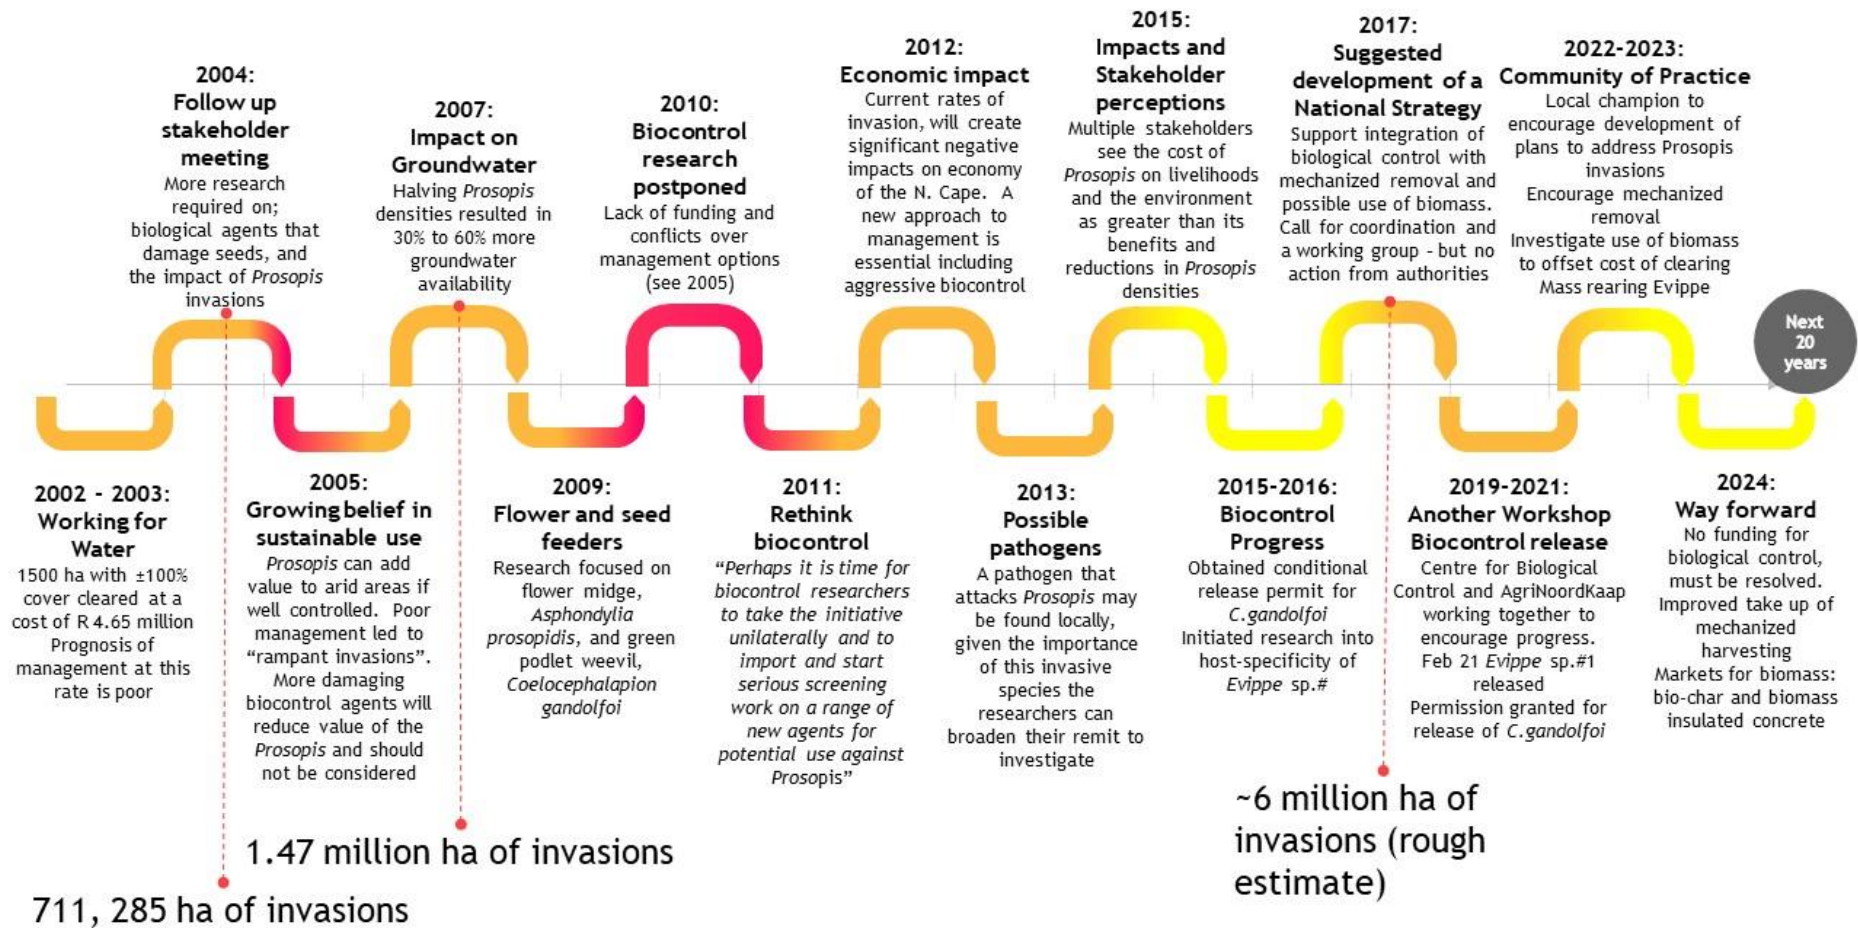 2002 - 2003:
Working for
Water
1500 ha with ±100%
cover cleared at a
cost of R 4.65 million
Prognosis of
management at this
rate is poor
2004:
Follow up
stakeholder
meeting
More research
required on;
biological agents that
damage seeds, and
the impact of Prosopis
invasions
2005:
Growing belief in
sustainable use
Prosopis can add
value to arid areas if
well controlled. Poor
management led to
“rampant invasions”.
More damaging
biocontrol agents will
reduce value of the
Prosopis and should
not be considered
2007:
Impact on
Groundwater
Halving Prosopis
densities resulted in
30% to 60% more
groundwater
availability
2009:
Flower and seed
feeders
Research focused on
flower midge,
Asphondylia
prosopidis, and green
podlet weevil,
Coelocephalapion
gandolfoi
2010:
Biocontrol
research
postponed
Lack of funding and
conflicts over
management options
(see 2005)
2011:
Rethink
biocontrol
“Perhaps it is time for
biocontrol researchers
to take the initiative
unilaterally and to
import and start
serious screening
work on a range of
new agents for
potential use against
Prosopis”
2012:
Economic impact
Current rates of
invasion, will create
significant negative
impacts on economy
of the N. Cape. A
new approach to
management is
essential including
aggressive biocontrol
2013:
Possible
pathogens
A pathogen that
attacks Prosopis may
be found locally,
given the importance
of this invasive
species the
researchers can
broaden their remit to
investigate
2015:
Impacts and
Stakeholder
perceptions
Multiple stakeholders
see the cost of
Prosopis on livelihoods
and the environment
as greater than its
benefits and
reductions in Prosopis
densities
2015-2016:
Biocontrol
Progress
Obtained conditional
release permit for
C.gandolfoi
Initiated research into
host-specificity of
Evippe sp.#
2017:
Suggested
development of a
National Strategy
Support integration of
biological control with
mechanized removal and
possible use of biomass.
Call for coordination and
a working group - but no
action from authorities
2019-2021:
Another Workshop
Biocontrol release
Centre for Biological
Control and AgriNoordKaap
working together to
encourage progress.
Feb 21 Evippe sp.#1
released
Permission granted for
release of C.gandolfoi
2022-2023:
Community of Practice
Local champion to
encourage development of
plans to address Prosopis
invasions
Encourage mechanized
removal
Investigate use of biomass
to offset cost of clearing
Mass rearing Evippe
2024:
Way forward
No funding for
biological control,
must be resolved.
Improved take up of
mechanized
harvesting
Markets for biomass:
bio-char and biomass
insulated concrete
Next
20
years
711, 285 ha of invasions
1.47 million ha of invasions
~6 million ha of
invasions (rough
estimate)